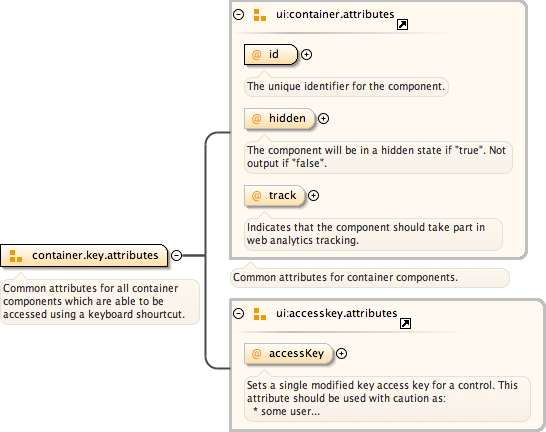 ui:container.attributes
@ id
The unique identifier for the component.
@ hidden
The component will be in a hidden state if "true". Not
output if "false".
@ track
Indicates that the component should take part in
web analytics tracking.
container.key.attributes
Common attributes for all container
components which are able to be
accessed using a keyboard shourtcut.
Common attributes for container components.
ui:accesskey.attributes
@ accessKey
Sets a single modified key access key for a control. This
attribute should be used with caution as:
* some user...